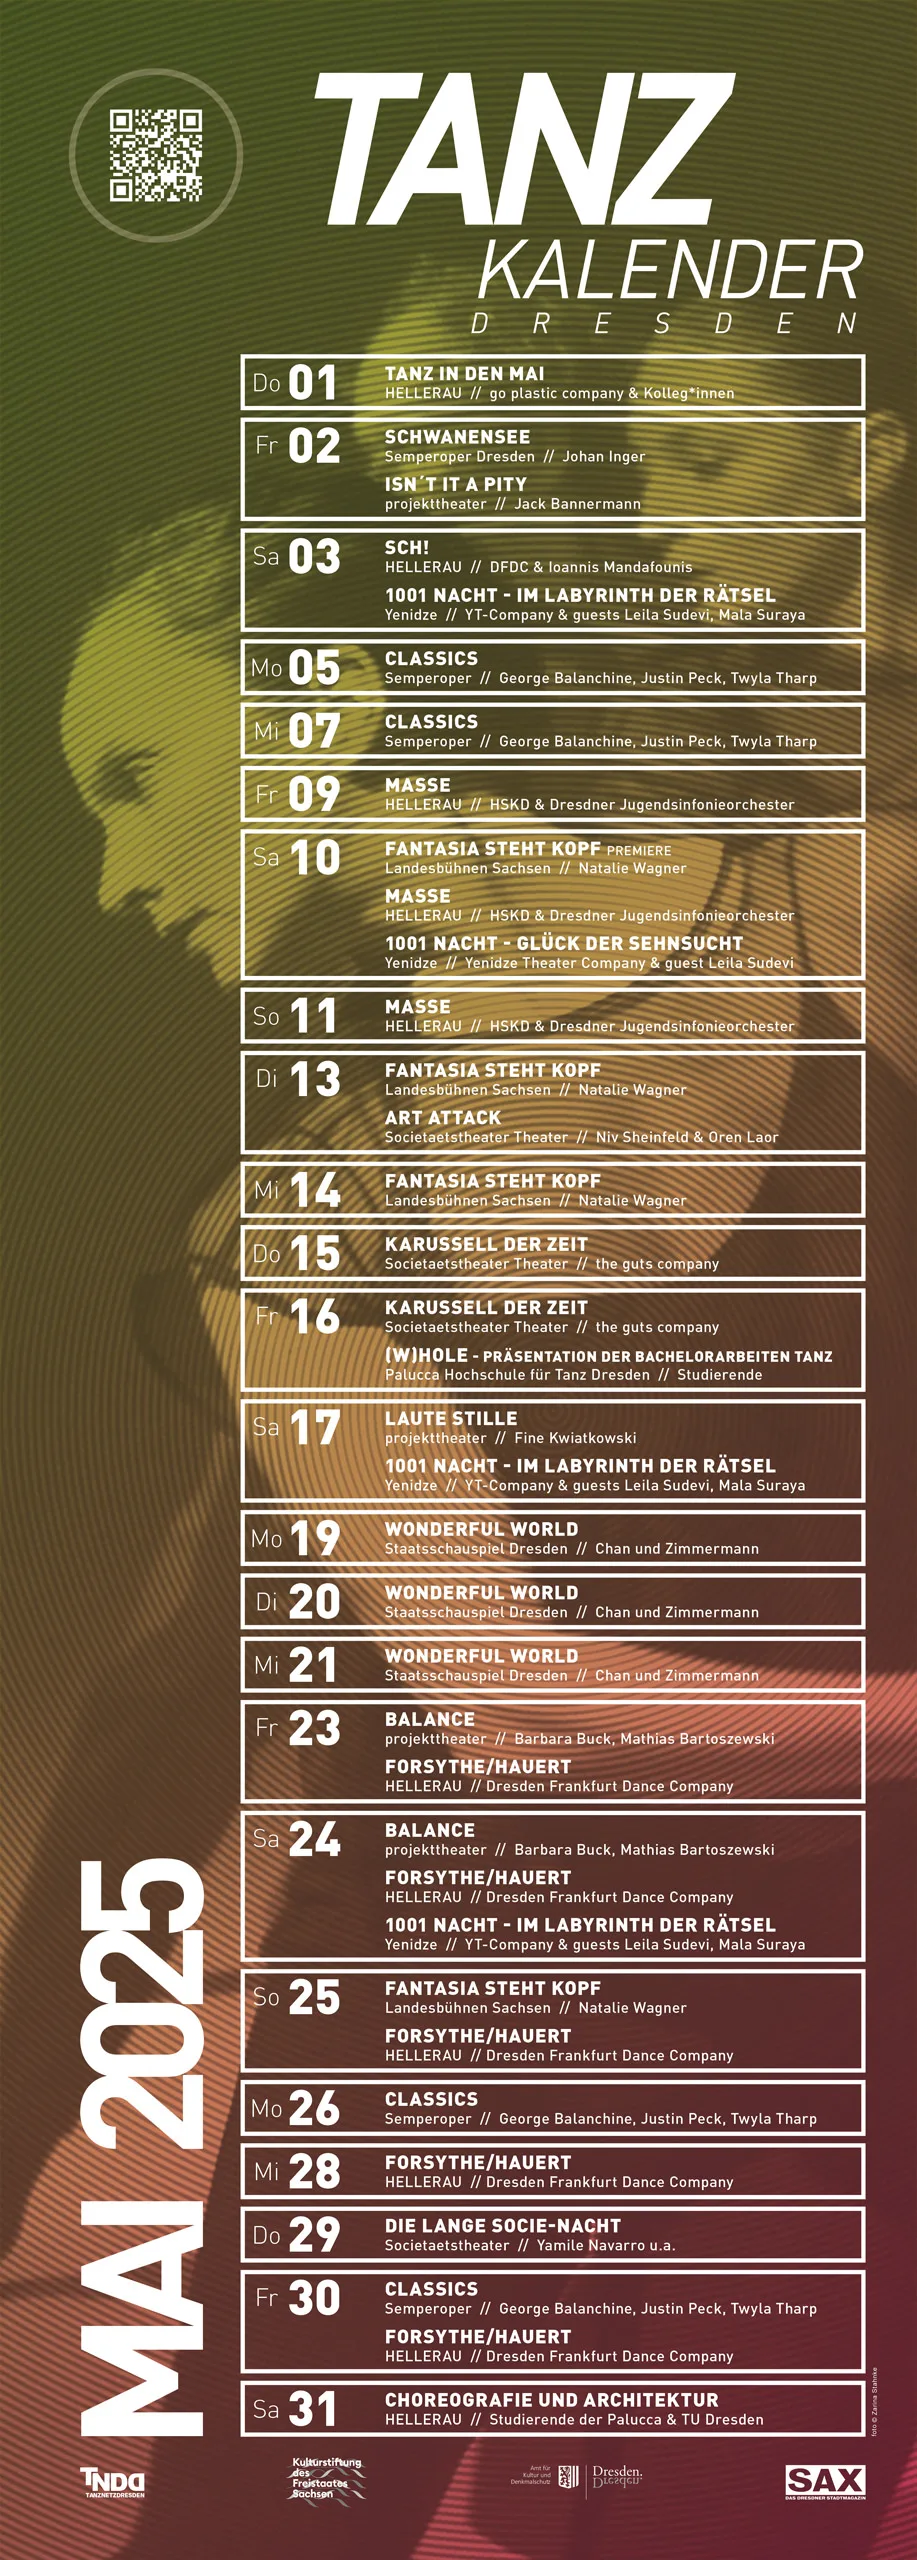 TANZ
KALENDER
DRESDEN
Do 01
TANZ IN DEN MAI
HELLERAU // go plastic company & Kolleg*innen
Fr 02
SCHWANENSEE
Semperoper Dresden // Johan Inger
ISN´T IT A PITY
projekttheater // Jack Bannermann
Sa 03
SCH!
HELLERAU // DFDC & Ioannis Mandafounis
1001 NACHT - IM LABYRINTH DER RÄTSEL
Yenidze // YT-Company & guests Leila Sudevi, Mala Suraya
Mo 05
CLASSICS
Semperoper // George Balanchine, Justin Peck, Twyla Tharp
Mi 07
CLASSICS
Semperoper // George Balanchine, Justin Peck, Twyla Tharp
Fr 09
MASSE
HELLERAU // HSKD & Dresdner Jugendsinfonieorchester
Sa 10
FANTASIA STEHT KOPF PREMIERE
Landesbühnen Sachsen // Natalie Wagner
MASSE
HELLERAU // HSKD & Dresdner Jugendsinfonieorchester
1001 NACHT - GLÜCK DER SEHNSUCHT
Yenidze // Yenidze Theater Company & guest Leila Sudevi
So 11
MASSE
HELLERAU // HSKD & Dresdner Jugendsinfonieorchester
Di 13
FANTASIA STEHT KOPF
Landesbühnen Sachsen // Natalie Wagner
ART ATTACK
Societaetstheater Theater // Niv Sheinfeld & Oren Laor
Mi 14
FANTASIA STEHT KOPF
Landesbühnen Sachsen // Natalie Wagner
Do 15
KARUSSELL DER ZEIT
Societaetstheater Theater // the guts company
Fr 16
KARUSSELL DER ZEIT
Societaetstheater Theater // the guts company
(W)HOLE - PRÄSENTATION DER BACHELORARBEITEN TANZ
Palucca Hochschule für Tanz Dresden // Studierende
Sa 17
LAUTE STILLE
projekttheater // Fine Kwiatkowski
1001 NACHT - IM LABYRINTH DER RÄTSEL
Yenidze // YT-Company & guests Leila Sudevi, Mala Suraya
Mo 19
WONDERFUL WORLD
Staatsschauspiel Dresden // Chan und Zimmermann
Di 20
WONDERFUL WORLD
Staatsschauspiel Dresden // Chan und Zimmermann
Mi 21
WONDERFUL WORLD
Staatsschauspiel Dresden // Chan und Zimmermann
Fr 23
BALANCE
projekttheater // Barbara Buck, Mathias Bartoszewski
FORSYTHE/HAUERT
HELLERAU // Dresden Frankfurt Dance Company
Sa 24
BALANCE
projekttheater // Barbara Buck, Mathias Bartoszewski
FORSYTHE/HAUERT
HELLERAU // Dresden Frankfurt Dance Company
1001 NACHT - IM LABYRINTH DER RÄTSEL
Yenidze // YT-Company & guests Leila Sudevi, Mala Suraya
So 25
FANTASIA STEHT KOPF
Landesbühnen Sachsen // Natalie Wagner
FORSYTHE/HAUERT
HELLERAU // Dresden Frankfurt Dance Company
Mo 26
CLASSICS
Semperoper // George Balanchine, Justin Peck, Twyla Tharp
Mi 28
FORSYTHE/HAUERT
HELLERAU // Dresden Frankfurt Dance Company
Do 29
DIE LANGE SOCIE-NACHT
Societaetstheater // Yamile Navarro u.a.
Fr 30
CLASSICS
Semperoper // George Balanchine, Justin Peck, Twyla Tharp
FORSYTHE/HAUERT
HELLERAU // Dresden Frankfurt Dance Company
Sa 31
CHOREOGRAFIE UND ARCHITEKTUR
HELLERAU // Studierende der Palucca & TU Dresden
MAI 2025
foto © Zarina Stahnke
TNDD
TANZNETZDRESDEN
Kulturstiftung
des
Freistaates
Sachsen
Amt für
Kultur und
Denkmalschutz
Dresden.
Dresden.
SAX
DAS DRESDNER STADTMAGAZIN